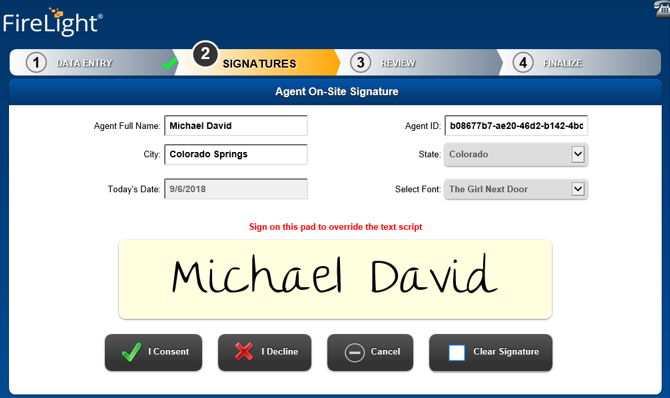 FireLight®
1 DATA ENTRY 2 SIGNATURES 3 REVIEW 4 FINALIZE
Agent On-Site Signature
Agent Full Name: Michael David Agent ID: b08677b7-ae20-46d2-b142-4bc
City: Colorado Springs State: Colorado
Today's Date: 9/6/2018 Select Font: The Girl Next Door
Sign on this pad to override the text script
Michael David
I Consent I Decline Cancel Clear Signature